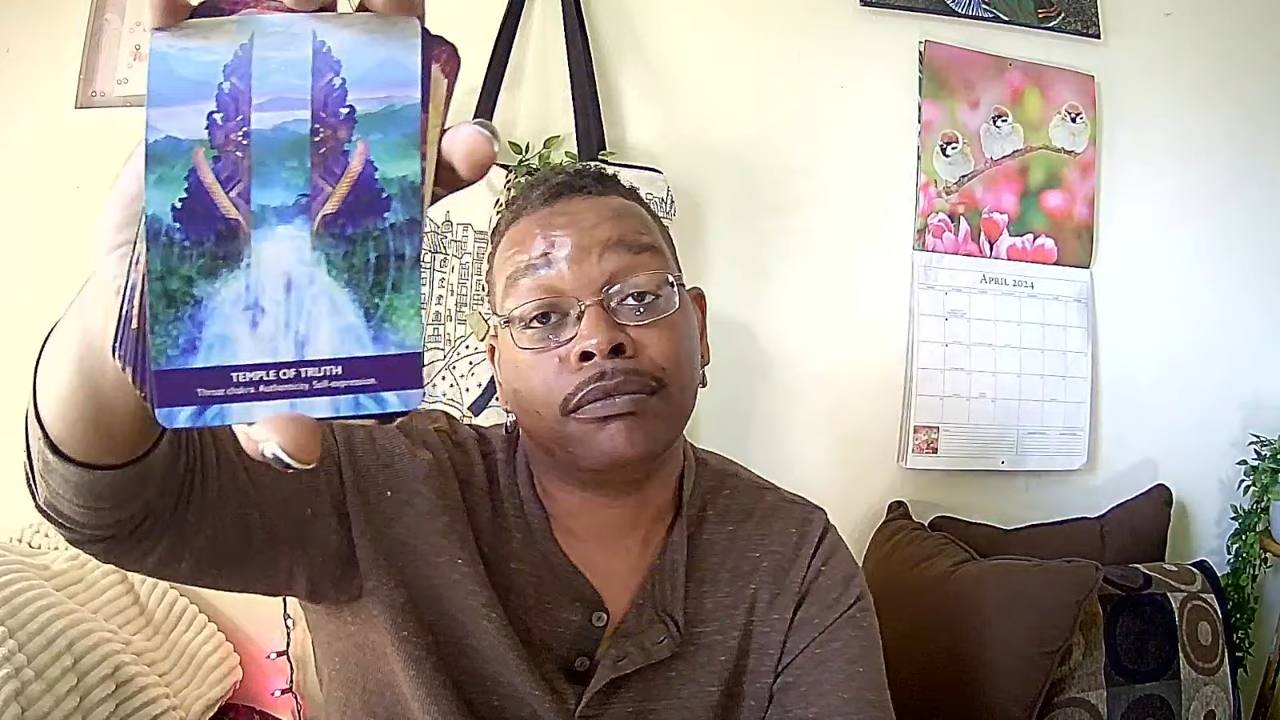 TEMPLE OF TRUTH
Throat chakra. Authenticity. Self-expression.
APRIL 2024